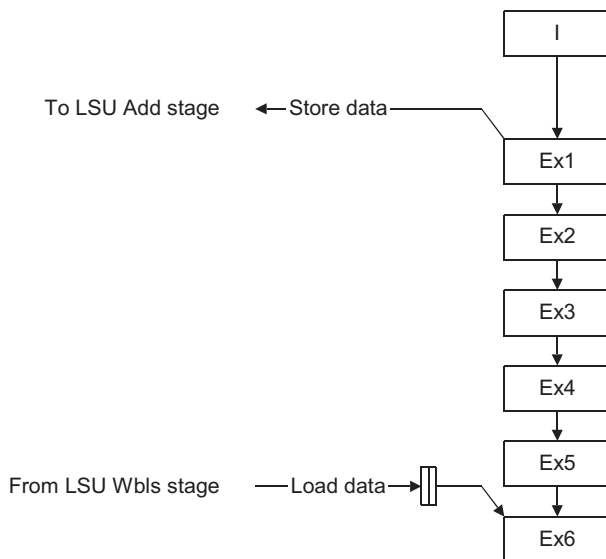 I
To LSU Add stage
Store data
Ex1
Ex2
Ex3
Ex4
Ex5
From LSU Wbls stage
Load data
Ex6